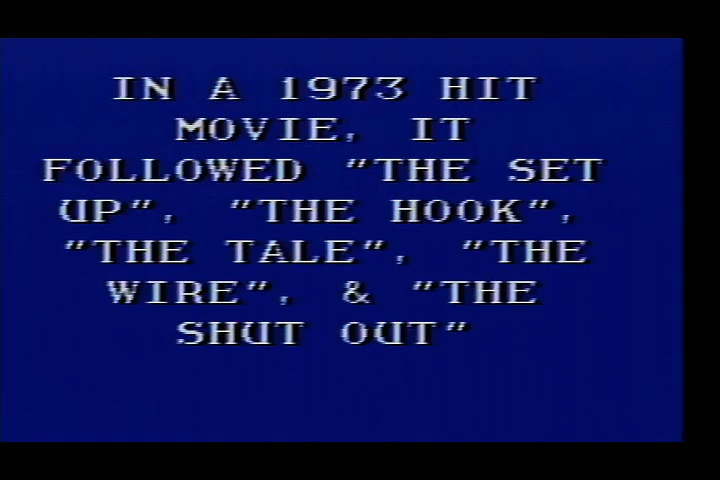 IN A 1973 HIT
MOVIE, IT
FOLLOWED "THE SET
UP", "THE HOOK",
"THE TALE", "THE
WIRE", & "THE
SHUT OUT"